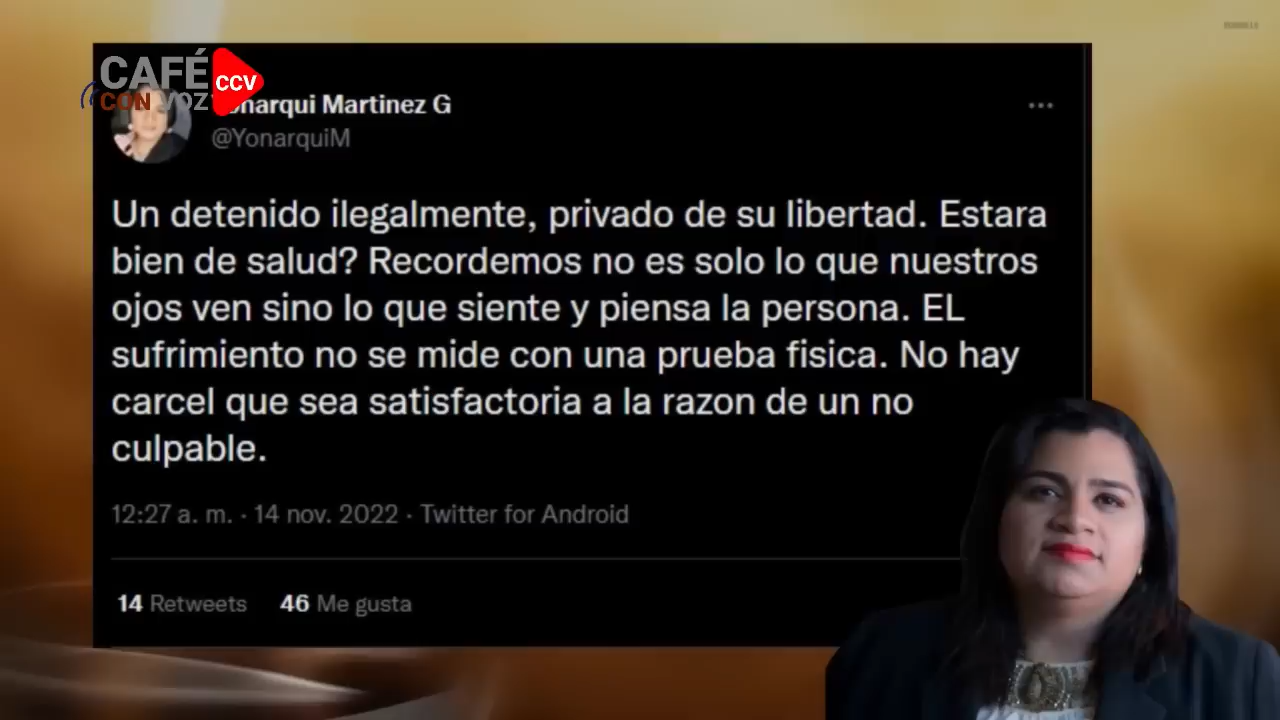 CAFÉ
CON VOZ
CCV
Yonarqui Martinez G
@YonarquiM
Un detenido ilegalmente, privado de su libertad. Estara
bien de salud? Recordemos no es solo lo que nuestros
ojos ven sino lo que siente y piensa la persona. EL
sufrimiento no se mide con una prueba fisica. No hay
carcel que sea satisfactoria a la razon de un no
culpable.
12:27 a. m. · 14 nov. 2022 · Twitter for Android
14 Retweets 46 Me gusta